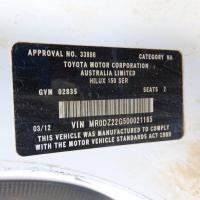 APPROVAL NO. 33886 CATEGORY NA
TOYOTA MOTOR CORPORATION
AUSTRALIA LIMITED
HILUX 150 SER
GVM 02835 SEATS 2
03/12 VIN MR0DZ22G500021165
THIS VEHICLE WAS MANUFACTURED TO COMPLY
WITH THE MOTOR VEHICLE STANDARDS ACT 1989